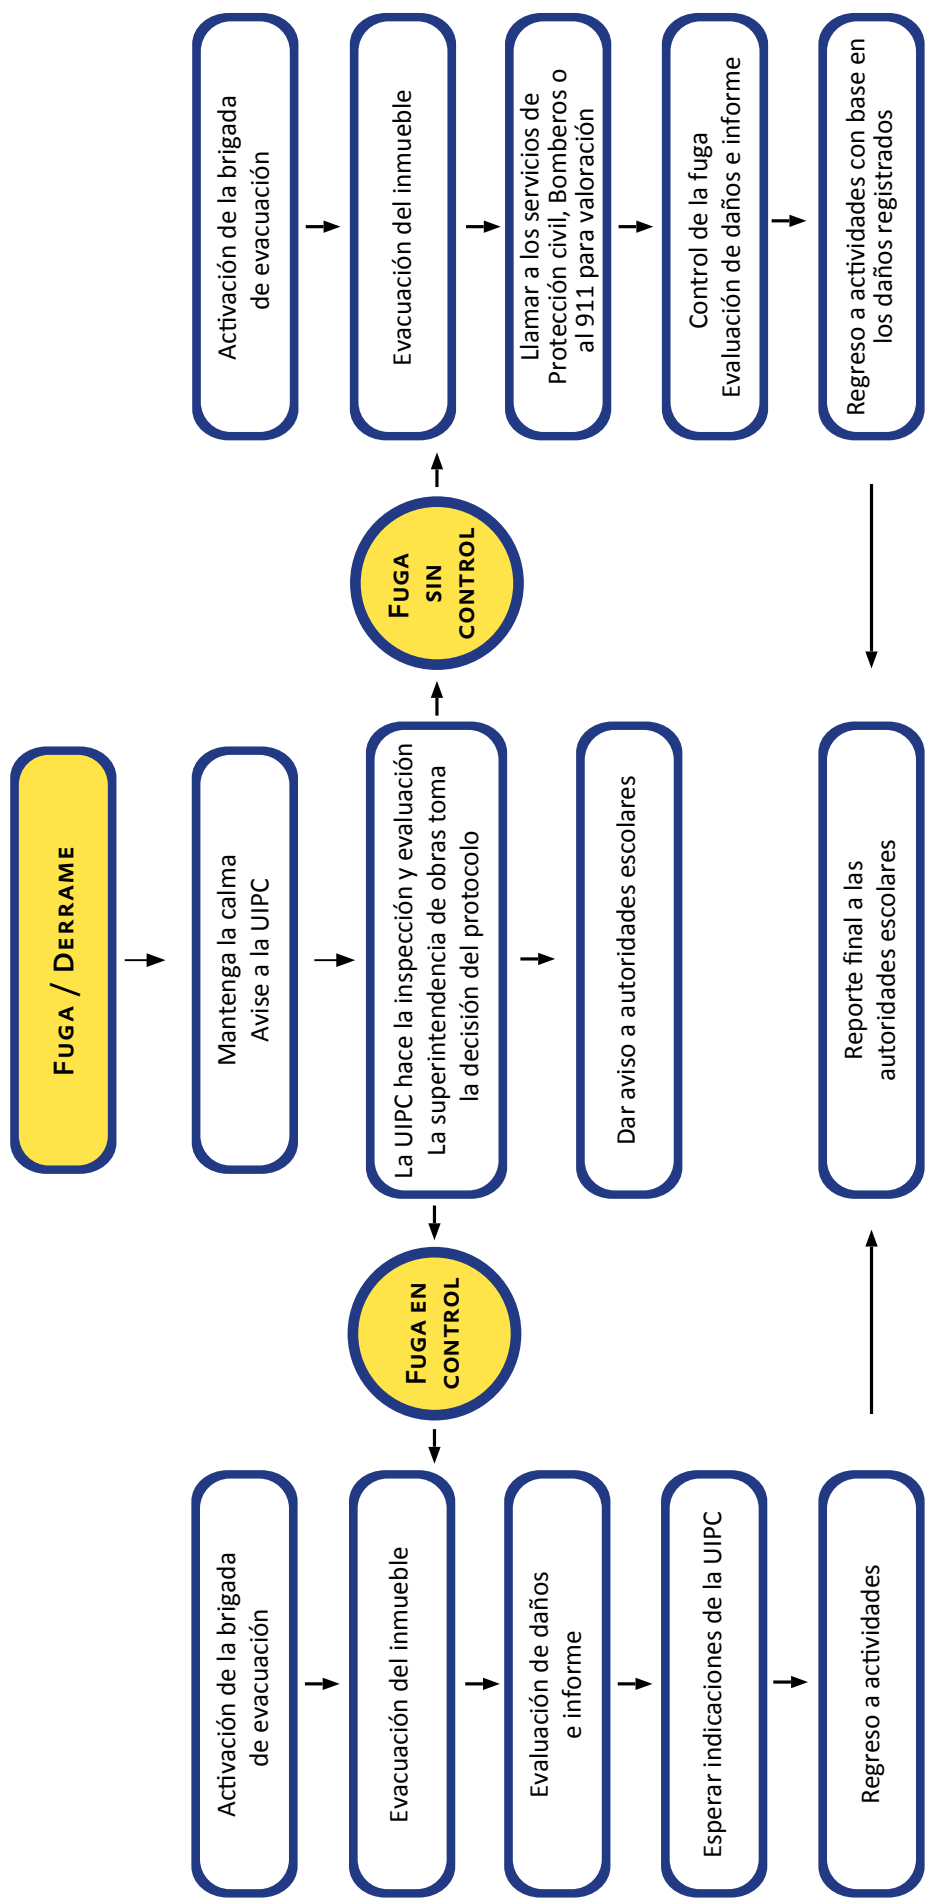 FUGA / DERRAME
Mantenga la calma
Avise a la UIPC
La UIPC hace la inspección y evaluación
La superintendencia de obras toma
la decisión del protocolo
Dar aviso a autoridades escolares
FUGA EN
CONTROL
Activación de la brigada
de evacuación
Evacuación del inmueble
Evaluación de daños
e informe
Esperar indicaciones de la UIPC
Regreso a actividades
FUGA
SIN
CONTROL
Activación de la brigada
de evacuación
Evacuación del inmueble
Llamar a los servicios de
Protección civil, Bomberos o
al 911 para valoración
Control de la fuga
Evaluación de daños e informe
Regreso a actividades con base en
los daños registrados
Reporte final a las
autoridades escolares